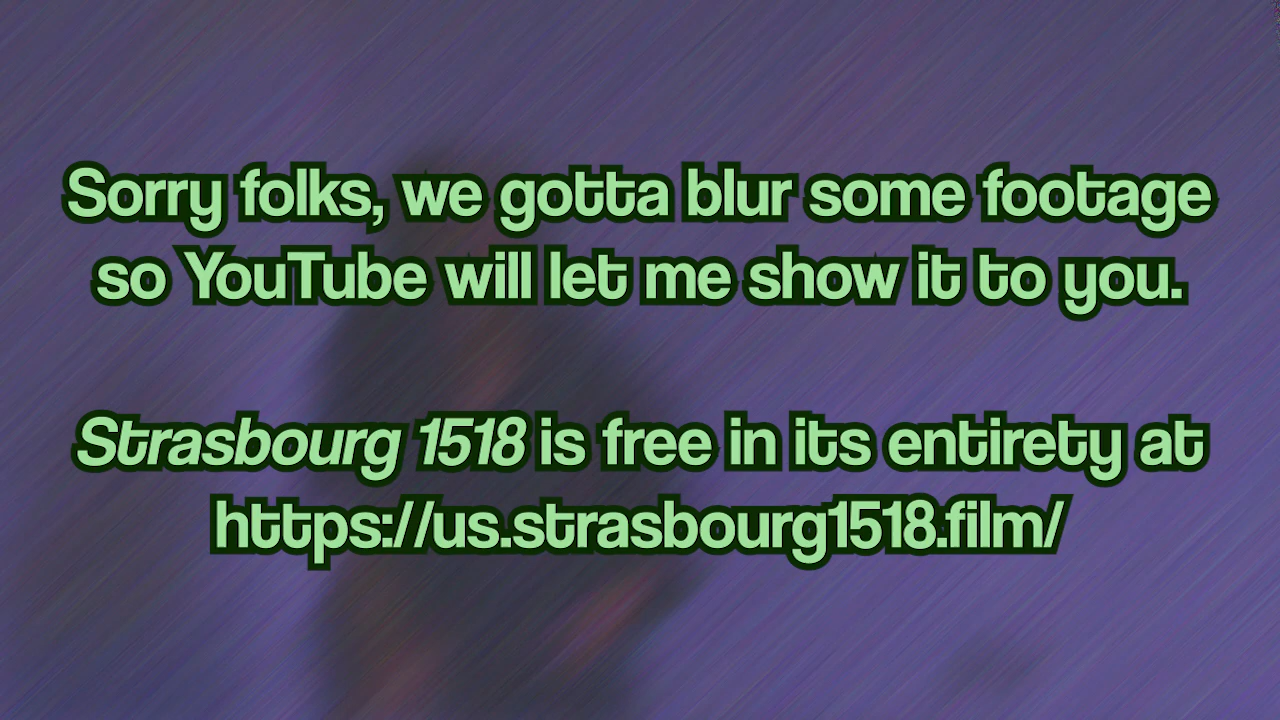 Sorry folks, we gotta blur some footage
so YouTube will let me show it to you.
Strasbourg 1518 is free in its entirety at
https://us.strasbourg1518.film/